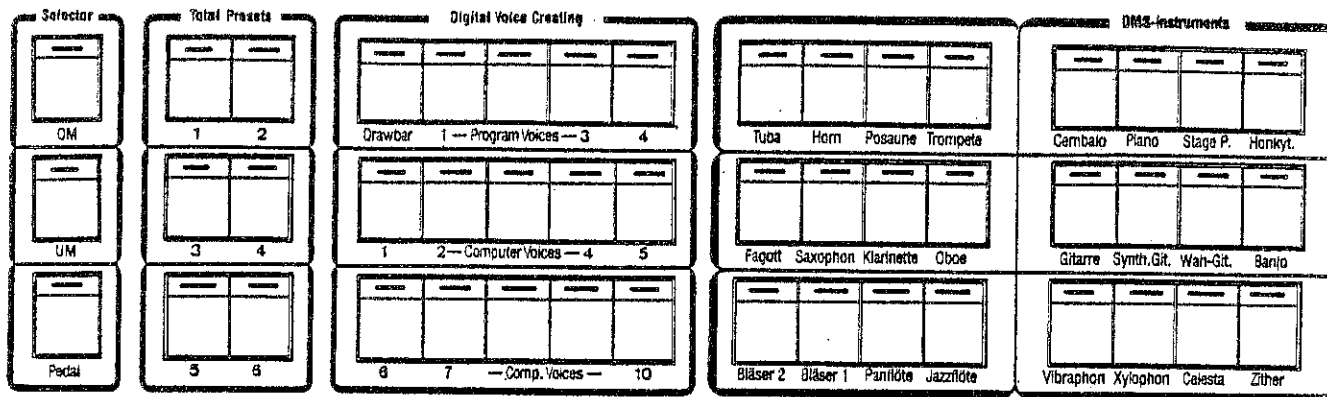 Selector Total Presets Digital Voice Creating DMS-Instruments
OM 1 2 Drawbar 1 — Program Voices — 3 4 Tuba Horn Posaune Trompete Cembalo Piano Stage P. Honkyt.
UM 3 4 1 2 — Computer Voices — 4 5 Fagott Saxophon Klarinette Oboe Gitarre Synth.Git. Wah-Git. Banjo
Pedal 5 6 6 7 — Comp. Voices — 10 Bläser 2 Bläser 1 Panflöte Jazzflöte Vibraphon Xylophon Celesta Zither